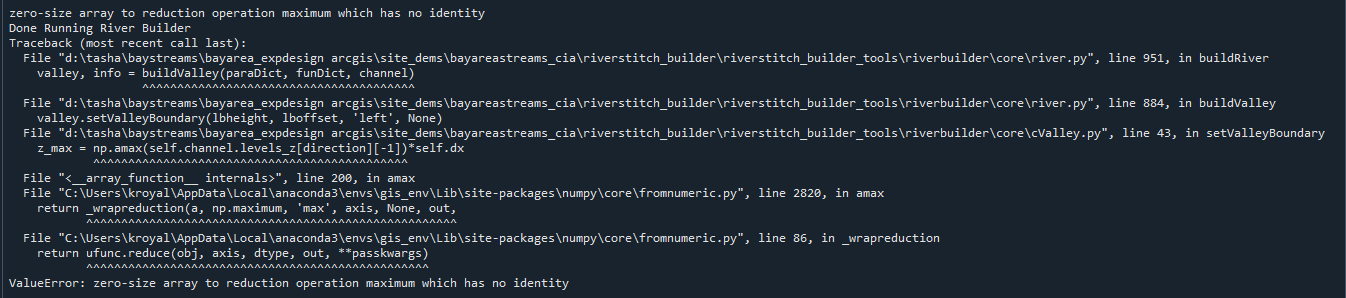 zero-size array to reduction operation maximum which has no identity
Done Running River Builder
Traceback (most recent call last):
  File "d:\tasha\baystreams\bayarea_expdesign arcgis\site_dems\bayareastreams_cia\riverstitch_builder\riverstitch_builder_tools\riverbuilder\core\river.py", line 951, in buildRiver
    valley, info = buildValley(paraDict, funDict, channel)
                   ^^^^^^^^^^^^^^^^^^^^^^^^^^^^^^^^^^^^^^^
  File "d:\tasha\baystreams\bayarea_expdesign arcgis\site_dems\bayareastreams_cia\riverstitch_builder\riverstitch_builder_tools\riverbuilder\core\river.py", line 884, in buildValley
    valley.setValleyBoundary(lbheight, lboffset, 'left', None)
  File "d:\tasha\baystreams\bayarea_expdesign arcgis\site_dems\bayareastreams_cia\riverstitch_builder\riverstitch_builder_tools\riverbuilder\core\cValley.py", line 43, in setValleyBoundary
    z_max = np.amax(self.channel.levels_z[direction][-1])*self.dx
            ^^^^^^^^^^^^^^^^^^^^^^^^^^^^^^^^^^^^^^^^^^^^^
  File "<__array_function__ internals>", line 200, in amax
  File "C:\Users\kroyal\AppData\Local\anaconda3\envs\gis_env\Lib\site-packages\numpy\core\fromnumeric.py", line 2820, in amax
    return _wrapreduction(a, np.maximum, 'max', axis, None, out,
           ^^^^^^^^^^^^^^^^^^^^^^^^^^^^^^^^^^^^^^^^^^^^^^^^^^^^^
  File "C:\Users\kroyal\AppData\Local\anaconda3\envs\gis_env\Lib\site-packages\numpy\core\fromnumeric.py", line 86, in _wrapreduction
    return ufunc.reduce(obj, axis, dtype, out, **passkwargs)
           ^^^^^^^^^^^^^^^^^^^^^^^^^^^^^^^^^^^^^^^^^^^^^^^^^
ValueError: zero-size array to reduction operation maximum which has no identity